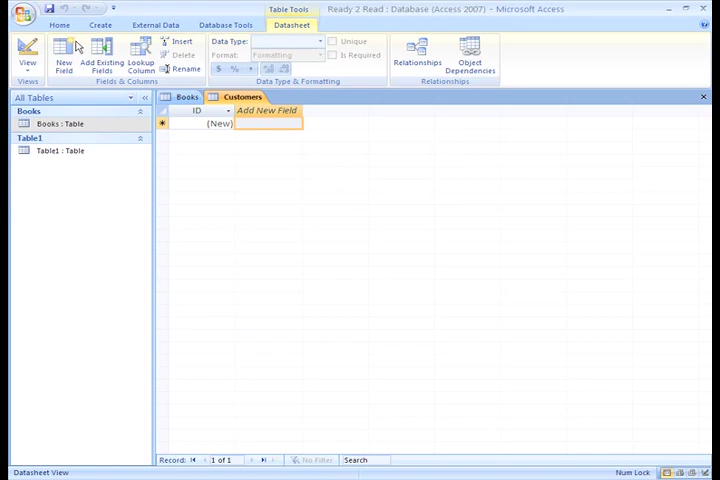 Table Tools
Ready 2 Read : Database (Access 2007) - Microsoft Access
Home
Create
External Data
Database Tools
Datasheet
View
New Field
Add Existing Fields
Lookup Column
Insert
Delete
Rename
Data Type:
Format: Formatting
$ %
Unique
Is Required
Relationships
Object Dependencies
Views
Fields & Columns
Data Type & Formatting
Relationships
All Tables
Books
Books : Table
Table1
Table1 : Table
Books
Customers
ID
Add New Field
(New)
Record: 1 of 1
No Filter
Search
Datasheet View
Num Lock